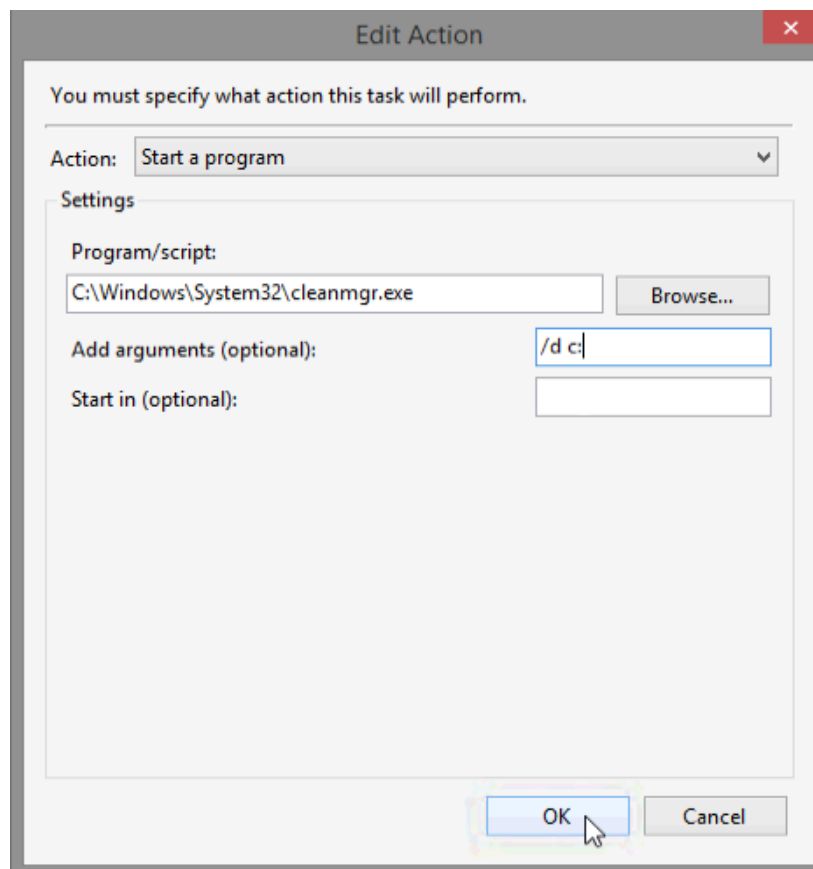 Edit Action
You must specify what action this task will perform.
Action: Start a program
Settings
Program/script:
C:\Windows\System32\cleanmgr.exe Browse...
Add arguments (optional): /d c:
Start in (optional):
OK Cancel